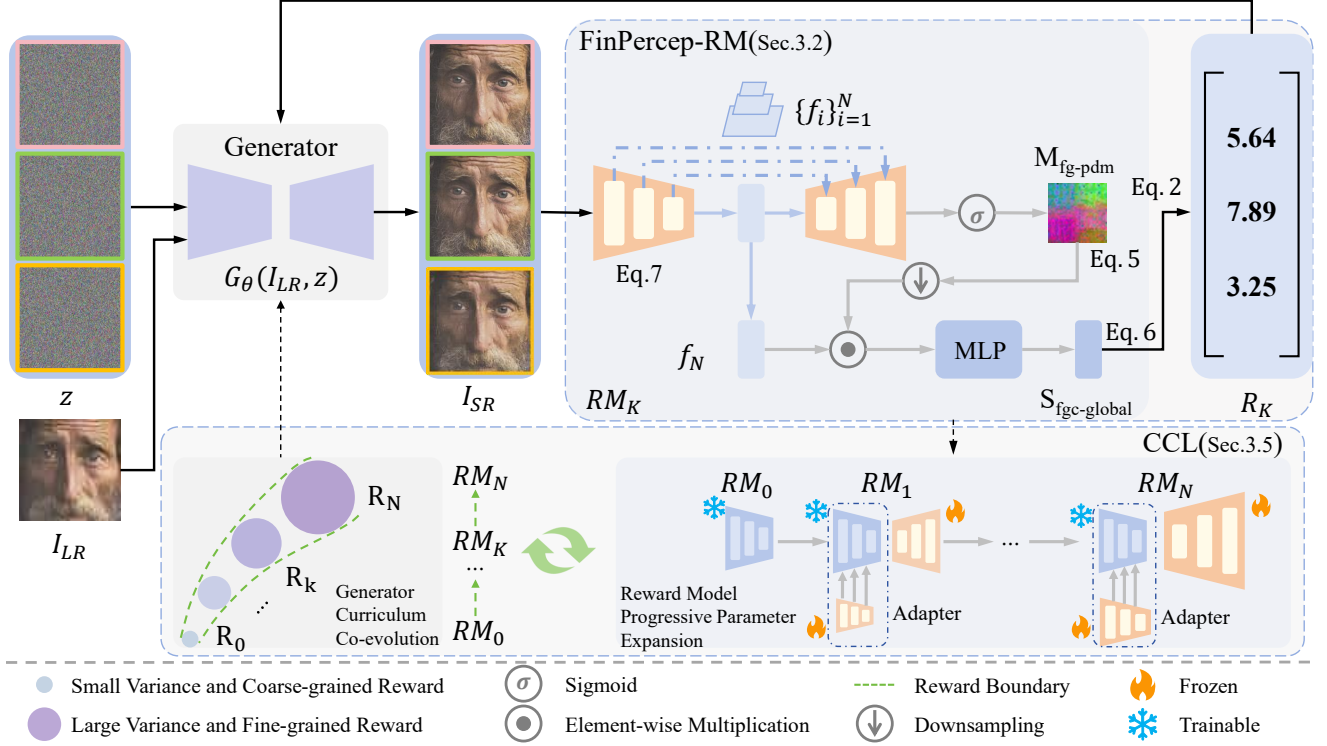 FinPercep-RM(Sec.3.2)
{f_i}_{i=1}^N
Generator
M_fg-pdm
Eq. 2
5.64
7.89
3.25
σ
G_θ(I_LR, z)
Eq.7
Eq. 5
MLP
Eq. 6
f_N
z
I_SR
RM_K
S_fgc-global
R_K
CCL(Sec.3.5)
I_LR
R_N
R_k
...
R_0
Generator
Curriculum
Co-evolution
RM_N
RM_K
...
RM_0
RM_0
RM_1
RM_N
...
Reward Model
Progressive Parameter
Expansion
Adapter
Adapter
Small Variance and Coarse-grained Reward
σ
Sigmoid
Reward Boundary
Frozen
Large Variance and Fine-grained Reward
Element-wise Multiplication
Downsampling
Trainable